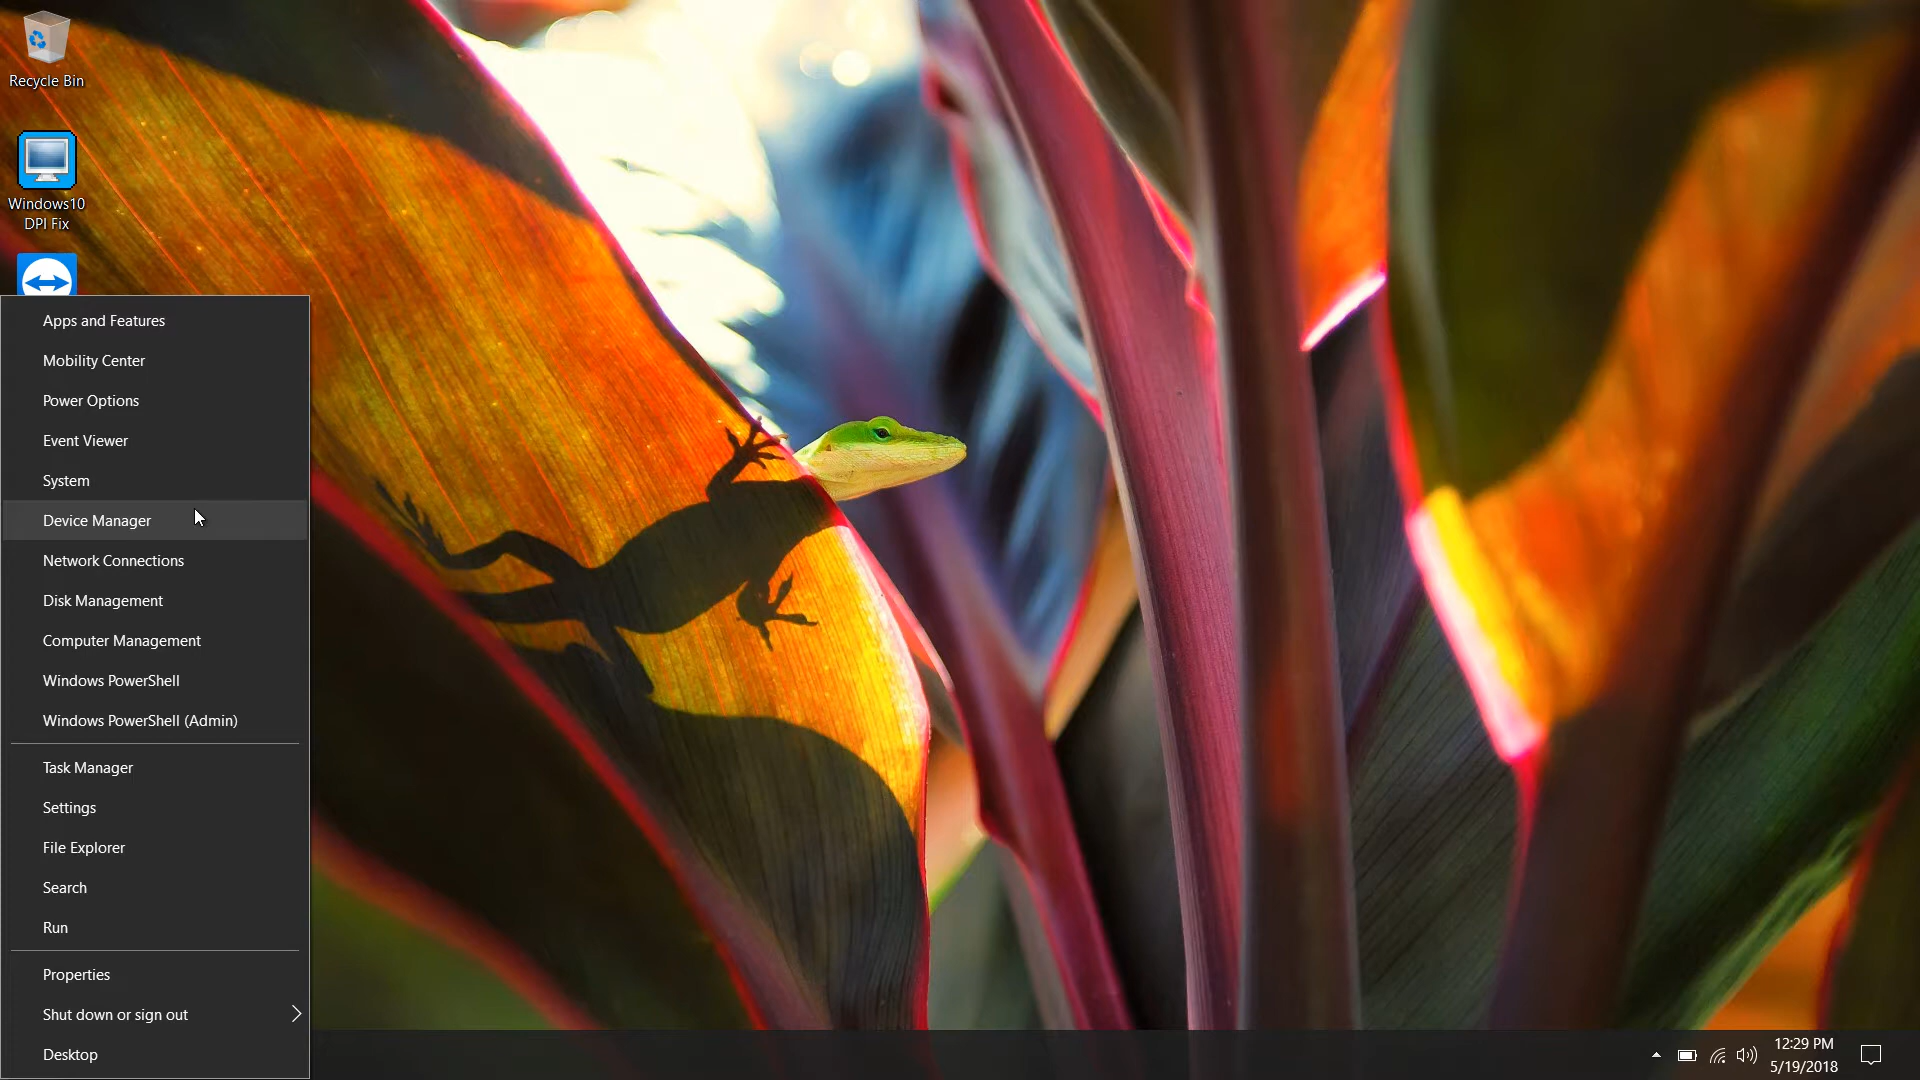 Recycle Bin
Windows10
DPI Fix
Apps and Features
Mobility Center
Power Options
Event Viewer
System
Device Manager
Network Connections
Disk Management
Computer Management
Windows PowerShell
Windows PowerShell (Admin)
Task Manager
Settings
File Explorer
Search
Run
Properties
Shut down or sign out
Desktop
12:29 PM
5/19/2018